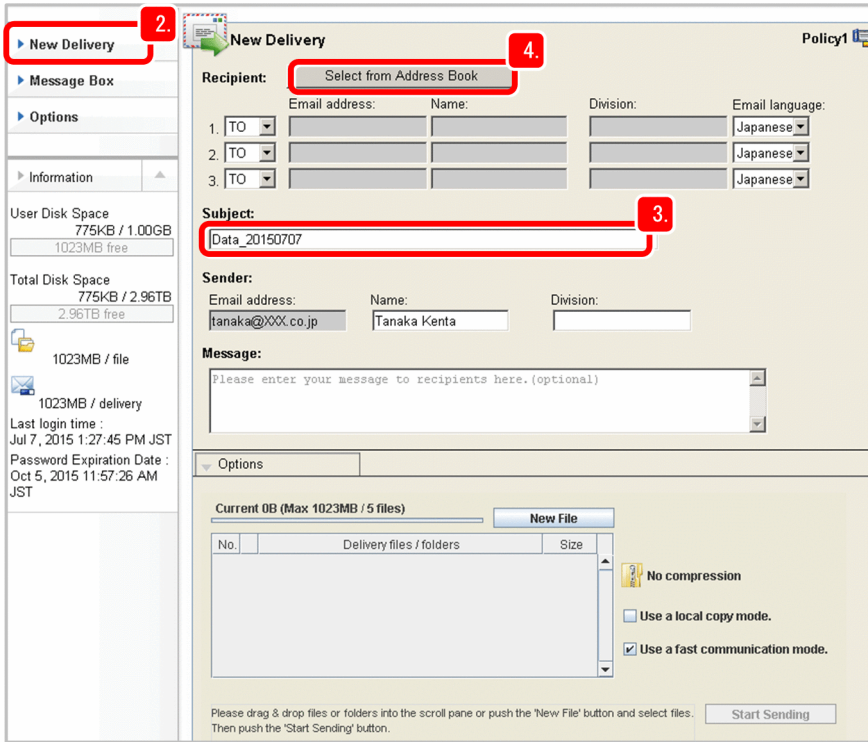 2.
New Delivery
Message Box
Options
Information
User Disk Space
775KB / 1.00GB
1023MB free
Total Disk Space
775KB / 2.96TB
2.96TB free
1023MB / file
1023MB / delivery
Last login time :
Jul 7, 2015 1:27:45 PM JST
Password Expiration Date :
Oct 5, 2015 11:57:26 AM
JST
New Delivery
Policy1
4.
Recipient: Select from Address Book
Email address: Name: Division: Email language:
1. TO Japanese
2. TO Japanese
3. TO Japanese
3.
Subject:
Data_20150707
Sender:
Email address: Name: Division:
tanaka@XXX.co.jp Tanaka Kenta
Message:
Please enter your message to recipients here.(optional)
Options
Current 0B (Max 1023MB / 5 files) New File
No. Delivery files / folders Size
No compression
Use a local copy mode.
Use a fast communication mode.
Please drag & drop files or folders into the scroll pane or push the 'New File' button and select files.
Then push the 'Start Sending' button.
Start Sending